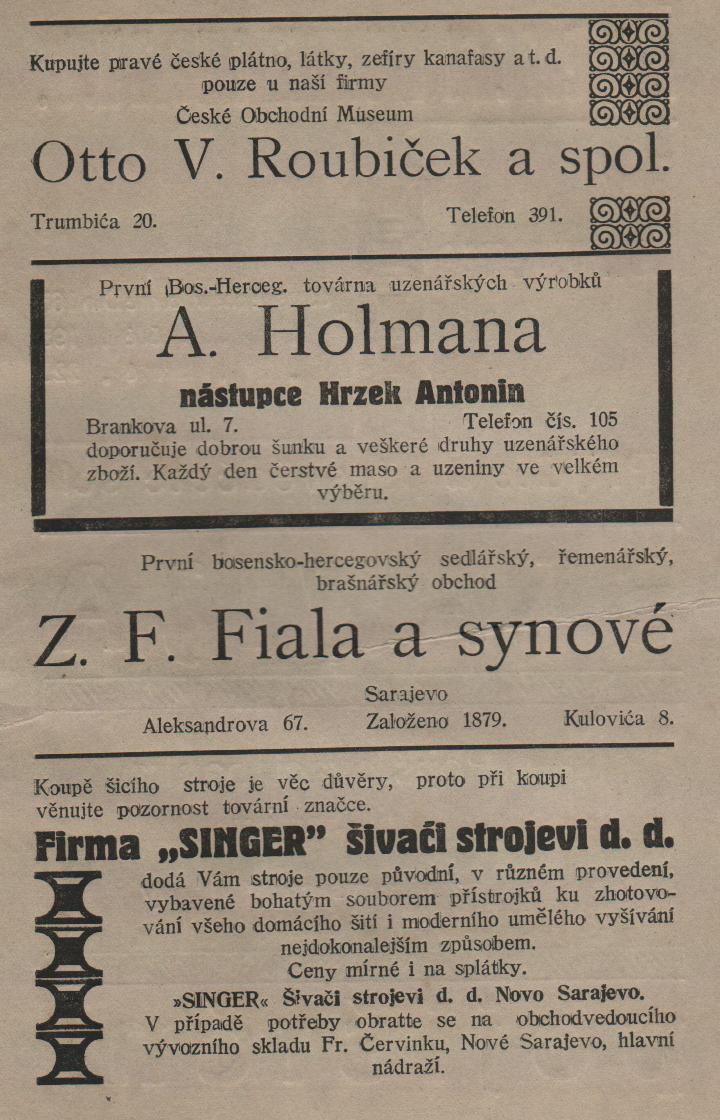 Kupujte pravé české plátno, látky, zefíry kanafasy a t. d.
pouze u naší firmy
České Obchodní Museum
Otto V. Roubiček a spol.
Trumbića 20. Telefon 391.
První Bos.-Herceg. továrna uzenářských výrobků
A. Holmana
nástupce Hrzek Antonin
Brankova ul. 7. Telefon čís. 105
doporučuje dobrou šunku a veškeré druhy uzenářského
zboží. Každý den čerstvé maso a uzeniny ve velkém
výběru.
První bosensko-hercegovský sedlářský, řemenářský,
brašnářský obchod
Z. F. Fiala a synové
Sarajevo
Aleksandrova 67. Založeno 1879. Kulovića 8.
Koupě šicího stroje je věc důvěry, proto při koupi
věnujte pozornost tovární značce.
Firma „SINGER” šivaći strojevi d. d.
dodá Vám stroje pouze původní, v různém provedení,
vybavené bohatým souborem přístrojků ku zhotovo-
vání všeho domácího šití i moderního umělého vyšívání
nejdokonalejším způsobem.
Ceny mírné i na splátky.
»SINGER« Šivači strojevi d. d. Novo Sarajevo.
V případě potřeby obratte se na obchodvedoucího
vývozního skladu Fr. Červinku, Nové Sarajevo, hlavní
nádraží.